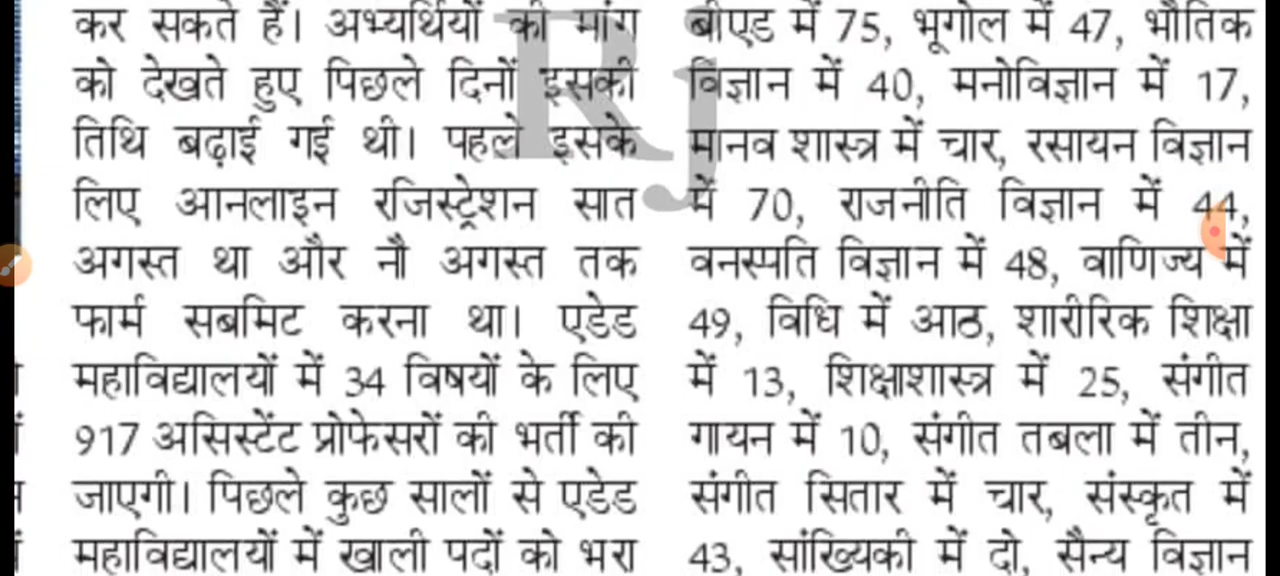 कर सकते हैं। अभ्यर्थियों की मांग
को देखते हुए पिछले दिनों इसकी
तिथि बढ़ाई गई थी। पहले इसके
लिए आनलाइन रजिस्ट्रेशन सात
अगस्त था और नौ अगस्त तक
फार्म सबमिट करना था। एडेड
महाविद्यालयों में 34 विषयों के लिए
917 असिस्टेंट प्रोफेसरों की भर्ती की
जाएगी। पिछले कुछ सालों से एडेड
महाविद्यालयों में खाली पदों को भरा
बीएड में 75, भूगोल में 47, भौतिक
विज्ञान में 40, मनोविज्ञान में 17,
मानव शास्त्र में चार, रसायन विज्ञान
में 70, राजनीति विज्ञान में 44,
वनस्पति विज्ञान में 48, वाणिज्य में
49, विधि में आठ, शारीरिक शिक्षा
में 13, शिक्षाशास्त्र में 25, संगीत
गायन में 10, संगीत तबला में तीन,
संगीत सितार में चार, संस्कृत में
43, सांख्यिकी में दो, सैन्य विज्ञान
Rj